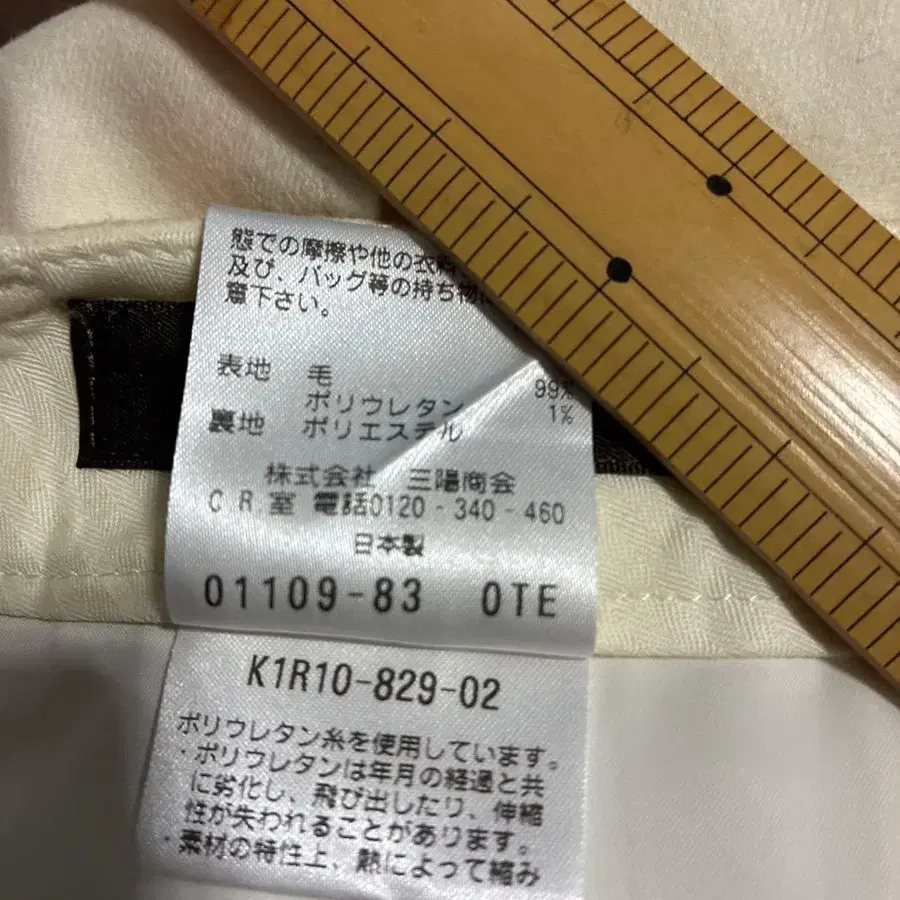 態での摩擦や他の衣料、
及び、バッグ等の持ち物に
意下さい。
表地 毛 99%
ポリウレタン 1%
裏地 ポリエステル
株式会社 三陽商会
CR室 電話0120-340-460
日本製
01109-83 OTE
K1R10-829-02
ポリウレタン糸を使用しています。
・ポリウレタンは年月の経過と共
に劣化し、飛び出したり、伸縮
性が失われることがあります。
・素材の特性上、熱によって縮み